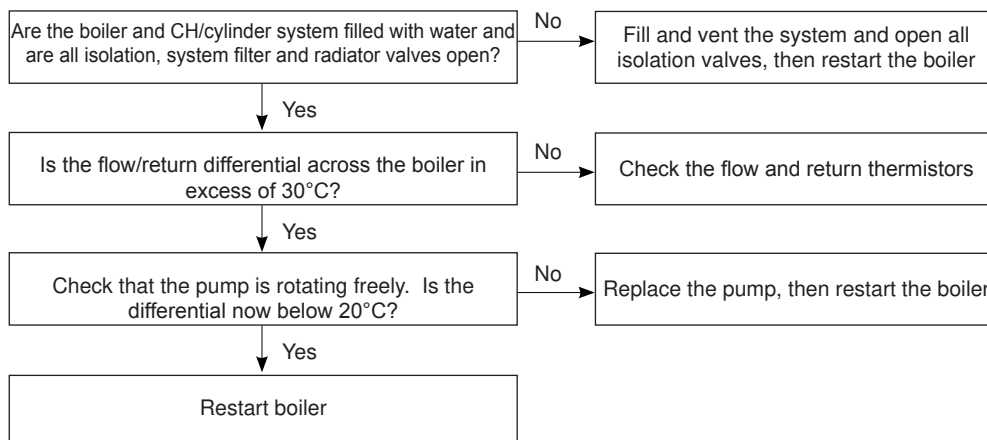 Are the boiler and CH/cylinder system filled with water and
are all isolation, system filter and radiator valves open?
No
Fill and vent the system and open all
isolation valves, then restart the boiler
Yes
Is the flow/return differential across the boiler in
excess of 30°C?
No
Check the flow and return thermistors
Yes
Check that the pump is rotating freely.  Is the
differential now below 20°C?
No
Replace the pump, then restart the boiler
Yes
Restart boiler